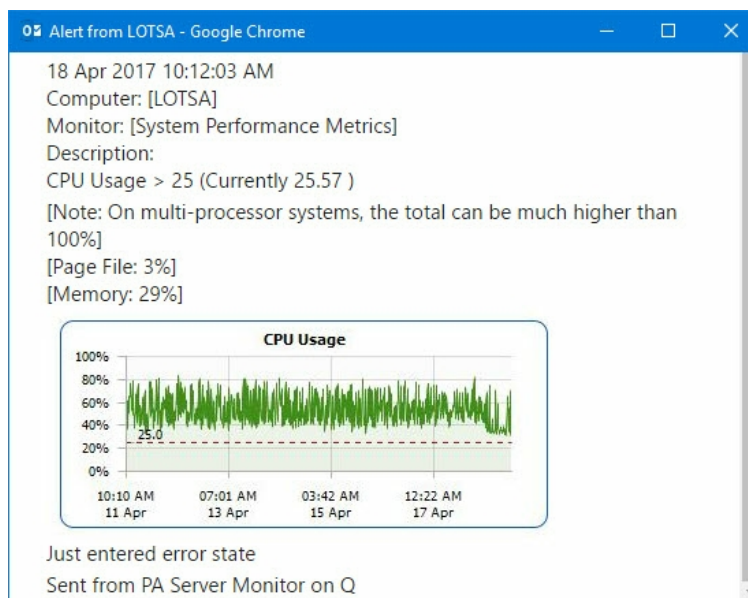 Alert from LOTSA - Google Chrome
18 Apr 2017 10:12:03 AM
Computer: [LOTSA]
Monitor: [System Performance Metrics]
Description:
CPU Usage > 25 (Currently 25.57 )
[Note: On multi-processor systems, the total can be much higher than
100%]
[Page File: 3%]
[Memory: 29%]
CPU Usage
100%
80%
60%
40%
25.0
20%
0%
10:10 AM 07:01 AM 03:42 AM 12:22 AM
11 Apr 13 Apr 15 Apr 17 Apr
Just entered error state
Sent from PA Server Monitor on Q